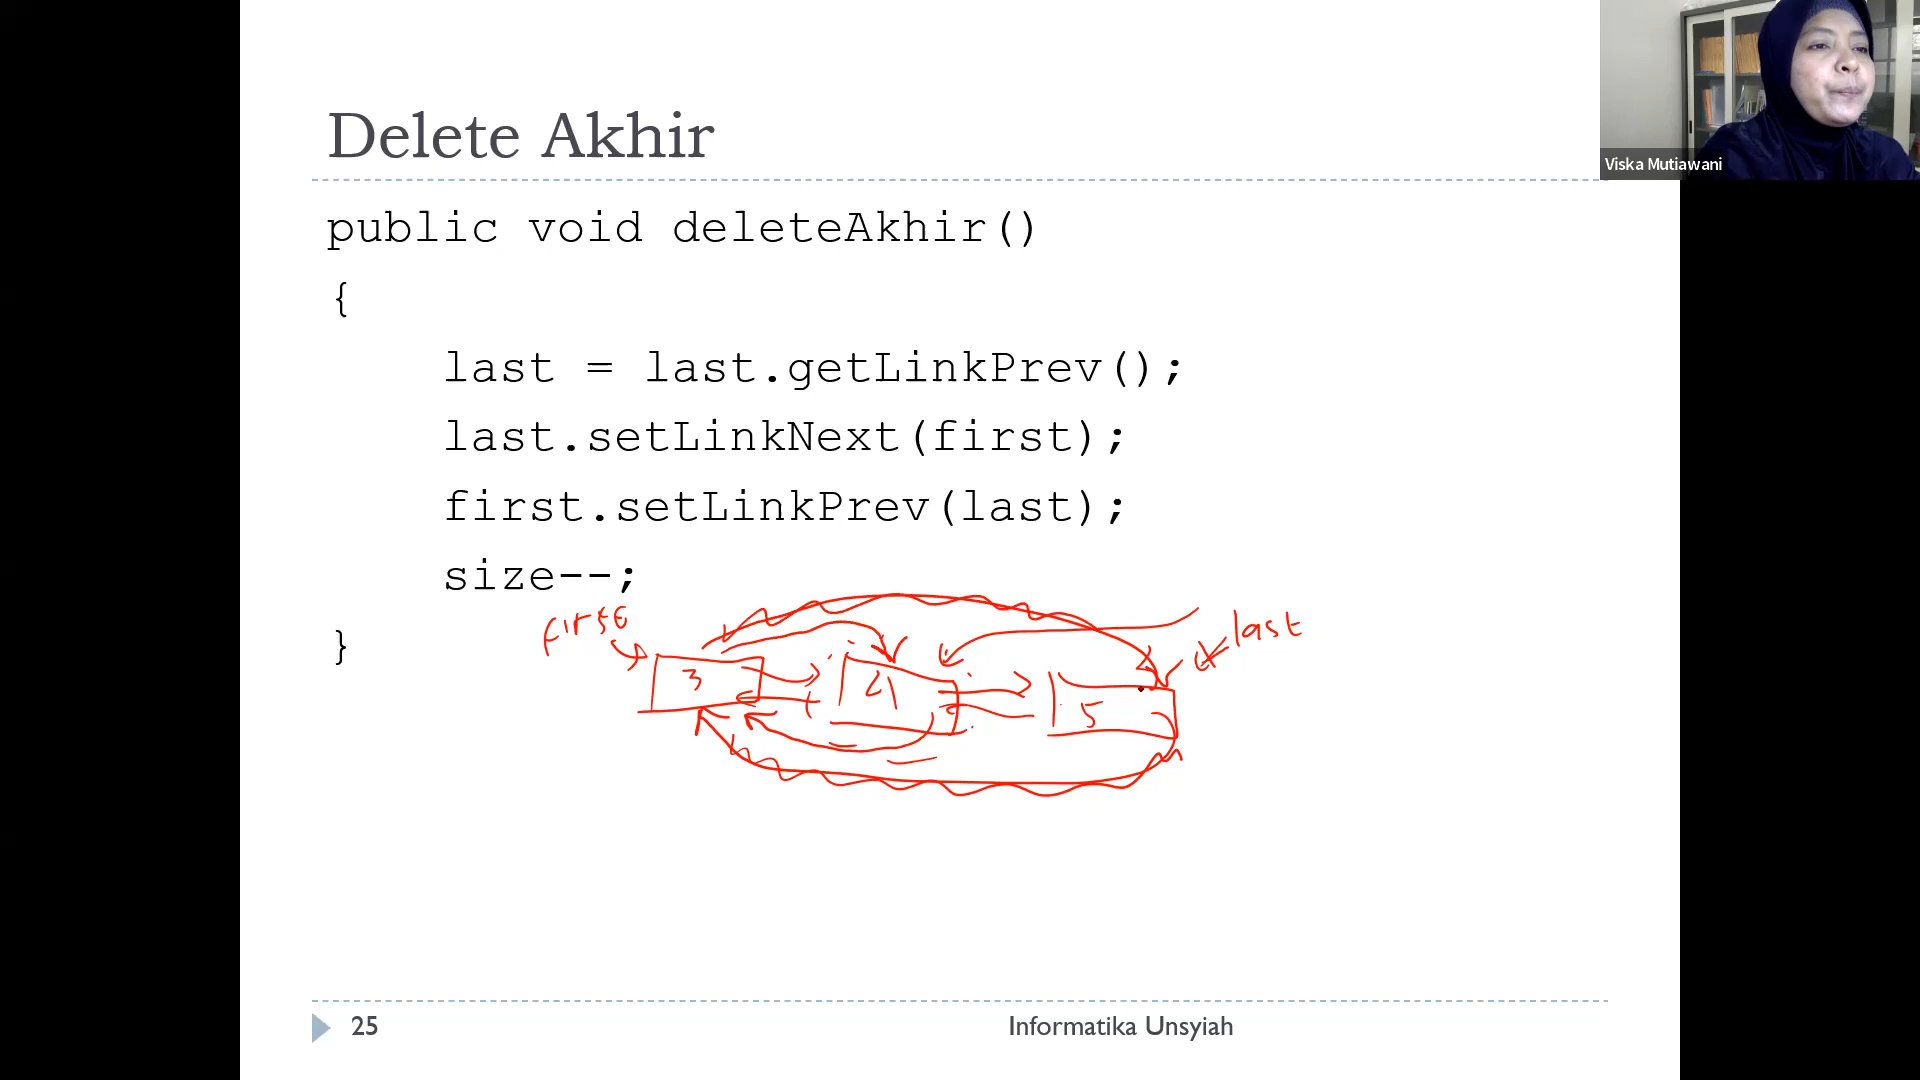 Viska Mutiawani
Delete Akhir
public void deleteAkhir()
{
last = last.getLinkPrev();
last.setLinkNext(first);
first.setLinkPrev(last);
size--;
}
first
last
3
21
5
25
Informatika Unsyiah